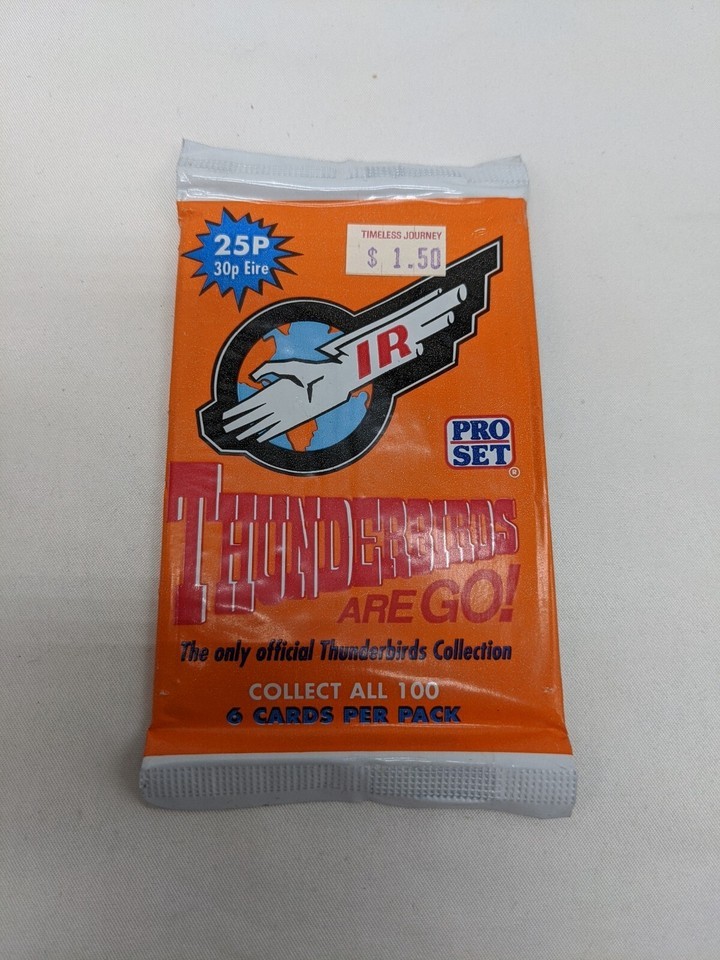 25P
30p Eire
TIMELESS JOURNEY
$ 1.50
IR
PRO
SET
®
THUNDERBIRDS
ARE GO!
The only official Thunderbirds Collection
COLLECT ALL 100
6 CARDS PER PACK